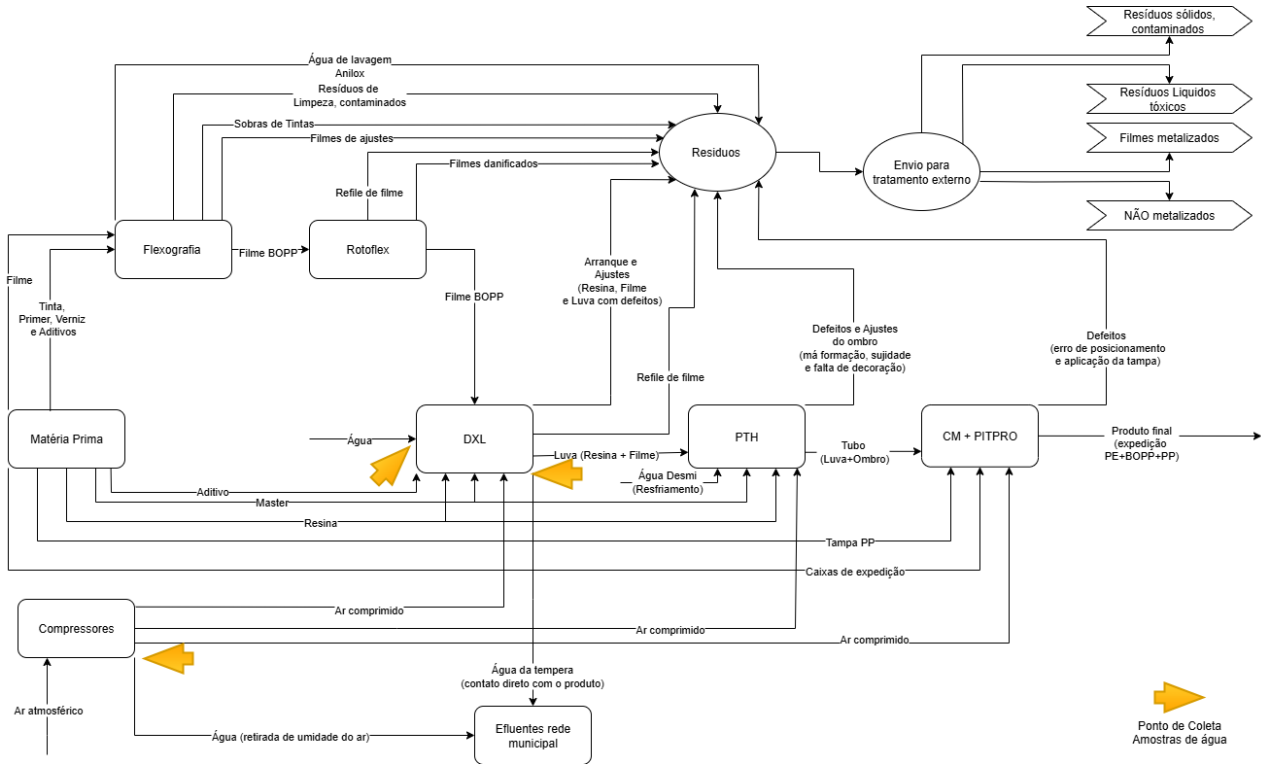 Resíduos sólidos,
contaminados
Água de lavagem
Anilox
Resíduos de
Limpeza, contaminados
Resíduos Liquidos
tóxicos
Sobras de Tintas
Filmes de ajustes
Filmes metalizados
Resíduos
Envio para
tratamento externo
Filmes danificados
Refile de filme
NÃO metalizados
Flexografia
Filme BOPP
Rotoflex
Filme
Arranque e
Ajustes
(Resina, Filme
e Luva com defeitos)
Filme BOPP
Tinta,
Primer, Verniz
e Aditivos
Defeitos e Ajustes
do ombro
(má formação, sujidade
e falta de decoração)
Defeitos
(erro de posicionamento
e aplicação da tampa)
Refile de filme
Matéria Prima
Água
DXL
PTH
CM + PITPRO
Produto final
(expedição
PE+BOPP+PP)
Luva (Resina + Filme)
Tubo
(Luva+Ombro)
Água Desmi
(Resfriamento)
Aditivo
Master
Resina
Tampa PP
Caixas de expedição
Ar comprimido
Compressores
Ar comprimido
Ar comprimido
Água da tempera
(contato direto com o produto)
Ar atmosférico
Água (retirada de umidade do ar)
Efluentes rede
municipal
Ponto de Coleta
Amostras de água